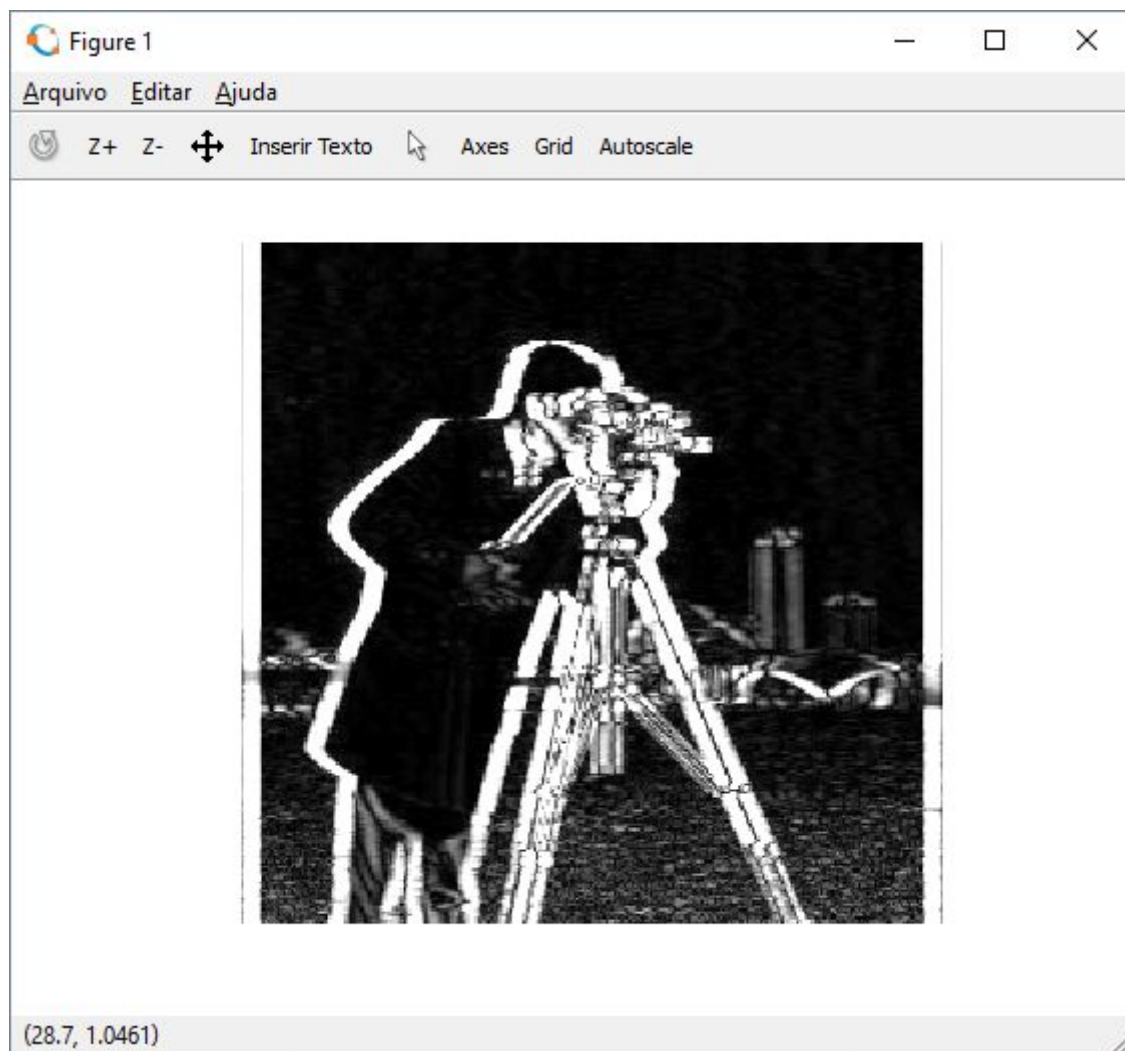 Figure 1
Arquivo Editar Ajuda
Z+ Z- Inserir Texto Axes Grid Autoscale
(28.7, 1.0461)